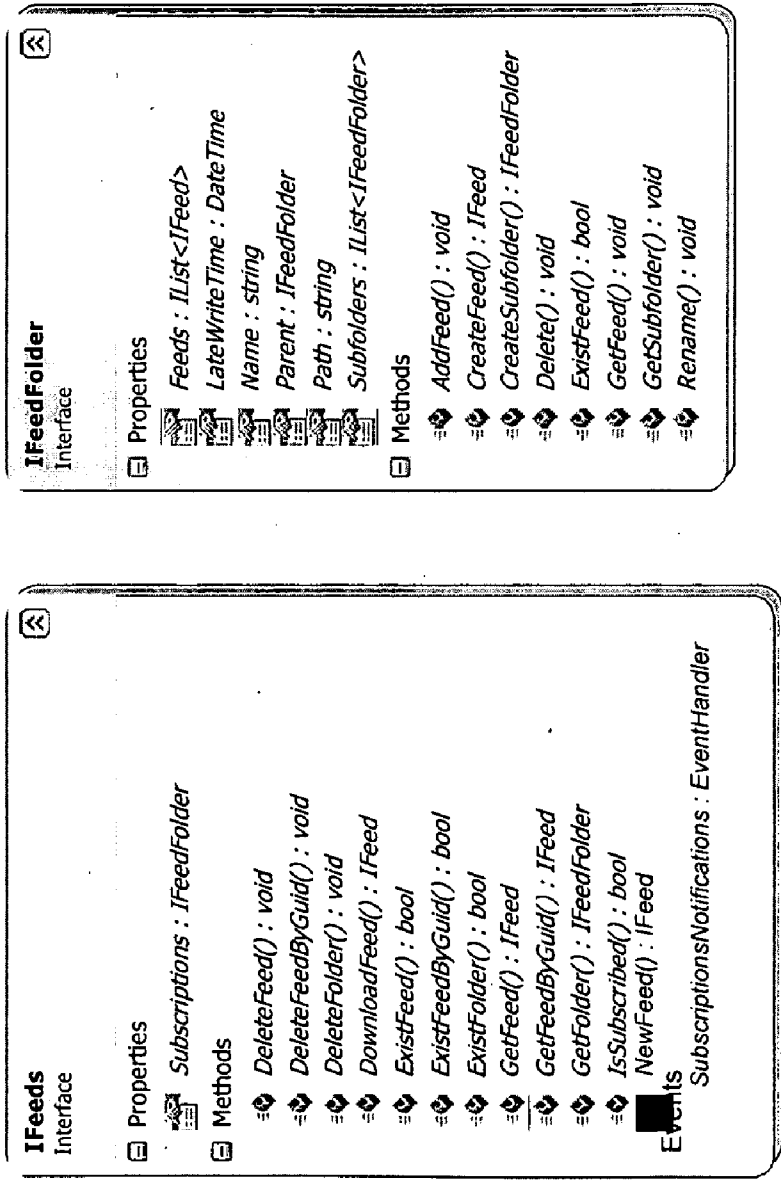 IFeeds
Interface
Properties
Subscriptions : IFeedFolder
Methods
DeleteFeed() : void
DeleteFeedByGuid() : void
DeleteFolder() : void
DownloadFeed() : IFeed
ExistFeed() : bool
ExistFeedByGuid() : bool
ExistFolder() : bool
GetFeed() : IFeed
GetFeedByGuid() : IFeed
GetFolder() : IFeedFolder
IsSubscribed() : bool
NewFeed() : IFeed
Events
SubscriptionsNotifications : EventHandler
IFeedFolder
Interface
Properties
Feeds : IList<IFeed>
LateWriteTime : DateTime
Name : string
Parent : IFeedFolder
Path : string
Subfolders : IList<IFeedFolder>
Methods
AddFeed() : void
CreateFeed() : IFeed
CreateSubfolder() : IFeedFolder
Delete() : void
ExistFeed() : bool
GetFeed() : void
GetSubfolder() : void
Rename() : void